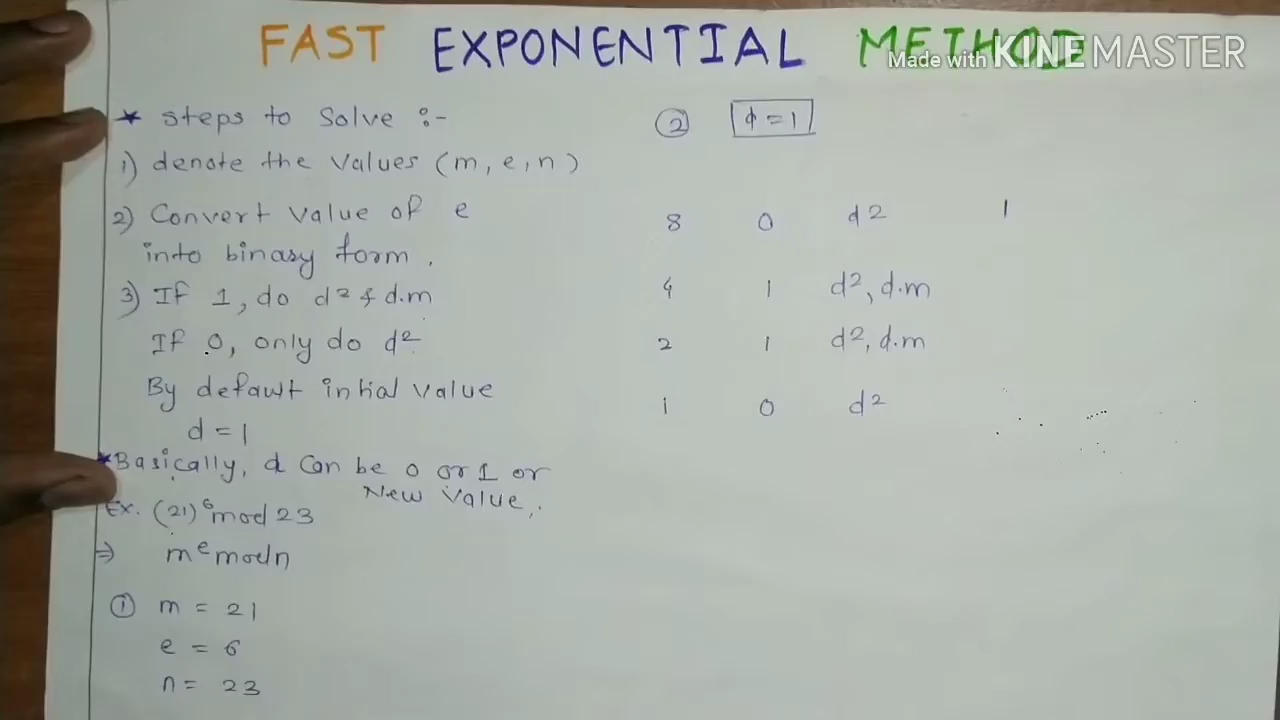 FAST EXPONENTIAL METHOD
Made with KINEMASTER
* Steps to Solve :-
1) denote the Values (m, e, n)
2) Convert Value of e
into binary form.
3) If 1, do d² & d.m
If 0, only do d²
By default intial value
d = 1
*Basically, d Can be 0 or 1 or
New Value.
Ex. (21)⁶ mod 23
⇒ mᵉ mod n
① m = 21
e = 6
n = 23
② d = 1
8 0 d² 1
4 1 d², d.m
2 1 d², d.m
1 0 d²